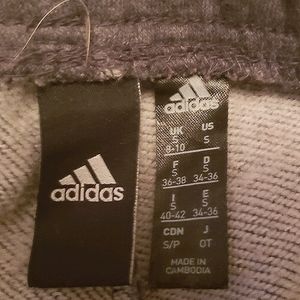 adidas
adidas
UK US
S S
8-10 S
F D
S S
36-38 34-36
I E
S S
40-42 34-36
CDN J
S/P OT
MADE IN
CAMBODIA